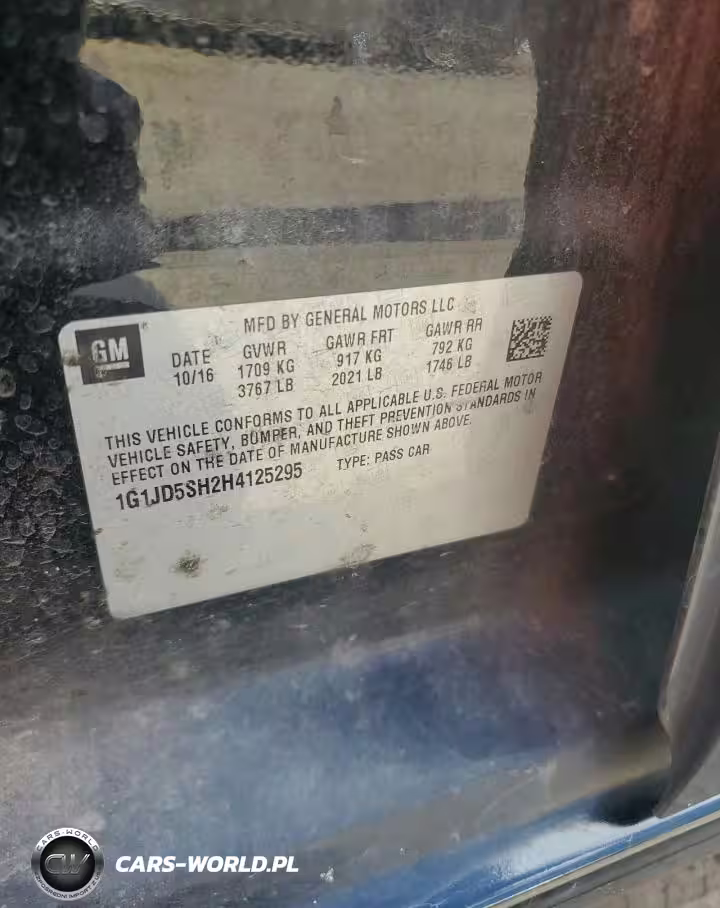 GM
MFD BY GENERAL MOTORS LLC
DATE GVWR GAWR FRT GAWR RR
10/16 1709 KG 917 KG 792 KG
3767 LB 2021 LB 1746 LB
THIS VEHICLE CONFORMS TO ALL APPLICABLE U.S. FEDERAL MOTOR
VEHICLE SAFETY, BUMPER, AND THEFT PREVENTION STANDARDS IN
EFFECT ON THE DATE OF MANUFACTURE SHOWN ABOVE.
1G1JD5SH2H4125295 TYPE: PASS CAR
CARS-WORLD
CW
CARS-WORLD.PL